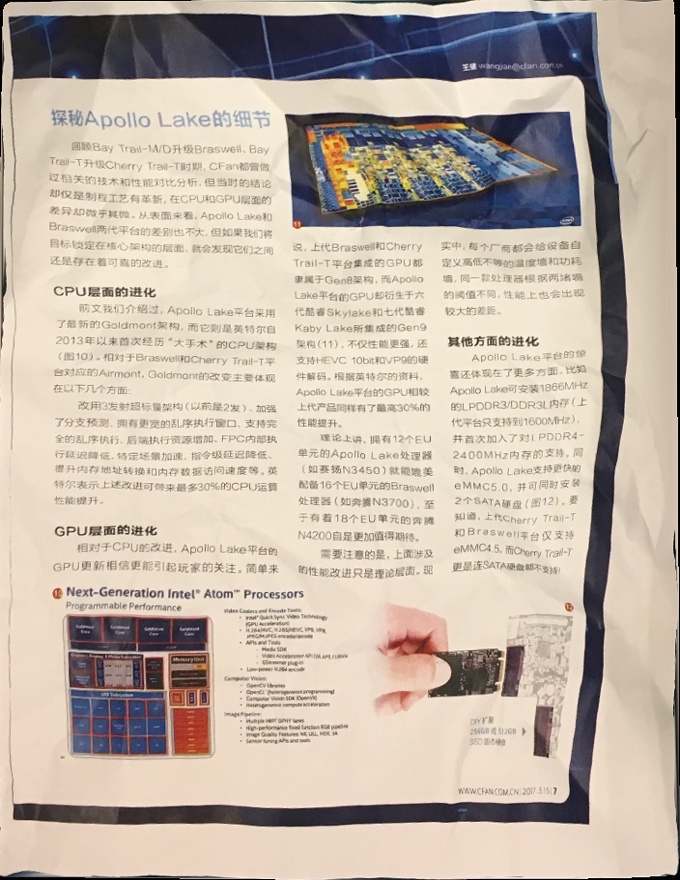 王健 wangjian@cfan.com.cn
探秘Apollo Lake的细节
回顾Bay Trail-M/D升级Braswell、Bay
Trail-T升级Cherry Trail-T时期，CFan都曾做
过相关的技术和性能对比分析，但当时的结论
却仅是制程工艺有革新，在CPU和GPU层面的
差异却微乎其微。从表面来看，Apollo Lake和
Braswell两代平台的差别也不大，但如果我们将
目标锁定在核心架构的层面，就会发现它们之间
还是存在着可喜的改进。
CPU层面的进化
前文我们介绍过，Apollo Lake平台采用
了最新的Goldmont架构，而它则是英特尔自
2013年以来首次经历“大手术”的CPU架构
（图10）。相对于Braswell和Cherry Trail-T平
台对应的Airmont，Goldmont的改变主要体现
在以下几个方面：
改用3发射超标量架构（以前是2发）、加强
了分支预测、拥有更宽的乱序执行窗口、支持完
全的乱序执行、后端执行资源增加、FPC内部执
行延迟降低、特定场景加速、指令级延迟降低、
提升内存地址转换和内存数据访问速度等。英
特尔表示上述改进可带来最多30%的CPU运算
性能提升。
GPU层面的进化
相对于CPU的改进，Apollo Lake平台的
GPU更新相信更能引起玩家的关注。简单来
11
intel
说，上代Braswell和Cherry
Trail-T平台集成的GPU都
隶属于Gen8架构，而Apollo
Lake平台的GPU却衍生于六
代酷睿Skylake和七代酷睿
Kaby Lake所集成的Gen9
架构（11），不仅性能更强，还
支持HEVC 10bit和VP9的硬
件解码。根据英特尔的资料，
Apollo Lake平台的GPU相较
上代产品同样有了最高30%的
性能提升。
理论上讲，拥有12个EU
单元的Apollo Lake处理器
（如赛扬N3450）就能媲美
配备16个EU单元的Braswell
处理器（如奔腾N3700），至
于有着18个EU单元的奔腾
N4200自是更加值得期待。
需要注意的是，上面涉及
的性能改进只是理论层面。现
实中，每个厂商都会给设备自
定义高低不等的温度墙和功耗
墙，同一款处理器根据两堵墙
的阈值不同，性能上也会出现
较大的差距。
其他方面的进化
Apollo Lake平台的惊
喜还体现在了更多方面，比如
Apollo Lake可安装1866MHz
的LPDDR3/DDR3L内存（上
代平台只支持到1600MHz），
并首次加入了对LPDDR4-
2400MHz内存的支持。同
时，Apollo Lake支持更快的
eMMC5.0，并可同时安装
2个SATA硬盘（图12）。要
知道，上代Cherry Trail-T
和Braswell平台仅支持
eMMC4.5，而Cherry Trail-T
更是连SATA硬盘都不支持！
10 Next-Generation Intel® Atom™ Processors
Programmable Performance
Goldmont Core Goldmont Core Goldmont Core Goldmont Core
Memory Unit
I/O Subsystem
Video Codecs and Encode Tools:
• Intel® Quick Sync Video Technology
(GPU Acceleration)
• H.264/MVC, H.265/HEVC, VP8, VP9,
JPEG/MJPEG encode/decode
• APIs and Tools
– Media SDK
– Video Acceleration API
– GStreamer plug-in
• Low-power H.264 encode
Computer Vision:
• OpenCV libraries
• OpenCL (heterogeneous programming)
• Computer Vision SDK (OpenVX)
• Heterogeneous compute acceleration
Image Pipeline:
• Multiple MIPI DPHY lanes
• High-performance fixed function RGB pipeline
• Image Quality Features: NR, ULL, HDR, 3A
• Sensor tuning APIs and tools
12
DIY扩展
256GB或512GB
SSD固态硬盘
WWW.CFAN.COM.CN | 2017.3.15 | 7